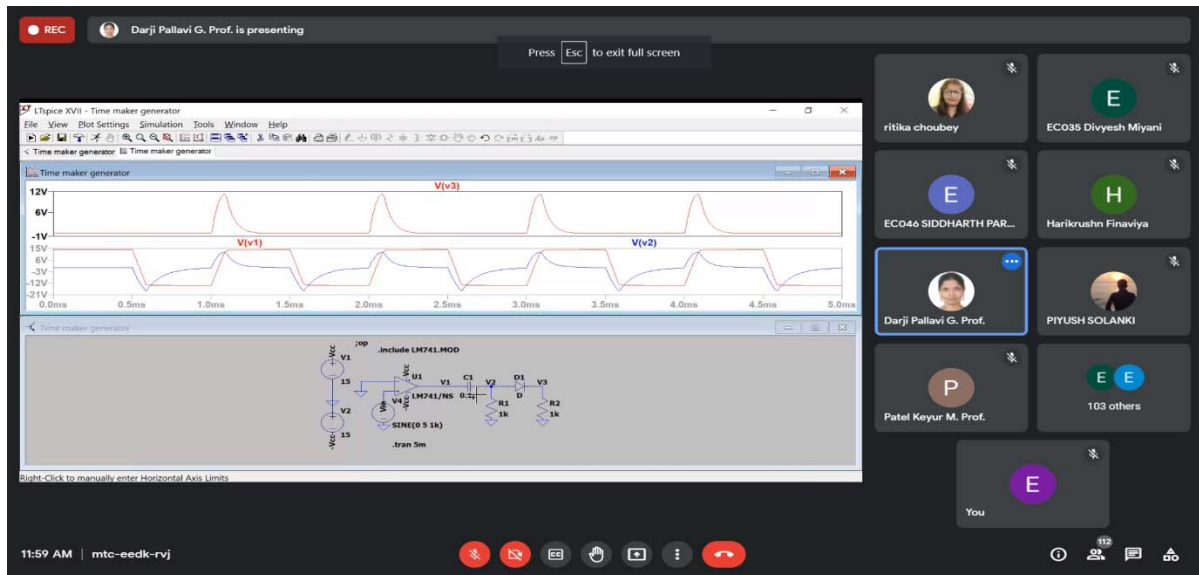 REC
Darji Pallavi G. Prof. is presenting
Press Esc to exit full screen
LTspice XVII - Time maker generator
File View Plot Settings Simulation Tools Window Help
Time maker generator Time maker generator
Time maker generator
V(v3)
12V
6V
-1V
V(v1) V(v2)
15V
6V
-3V
-12V
-21V
0.0ms 0.5ms 1.0ms 1.5ms 2.0ms 2.5ms 3.0ms 3.5ms 4.0ms 4.5ms 5.0ms
Time maker generator
;op
.include LM741.MOD
Vcc
V1
15
V2
15
-Vcc
Vcc
U1
-Vcc
LM741/NS
V4
Vin
SINE(0 5 1k)
.tran 5m
V1
C1
V2
D1
V3
D
R1
1k
R2
1k
Right-Click to manually enter Horizontal Axis Limits
ritika choubey
E
EC035 Divyesh Miyani
E
EC046 SIDDHARTH PAR...
H
Harikrushn Finaviya
Darji Pallavi G. Prof.
PIYUSH SOLANKI
P
Patel Keyur M. Prof.
E E
103 others
E
You
11:59 AM | mtc-eedk-rvj
CC
112